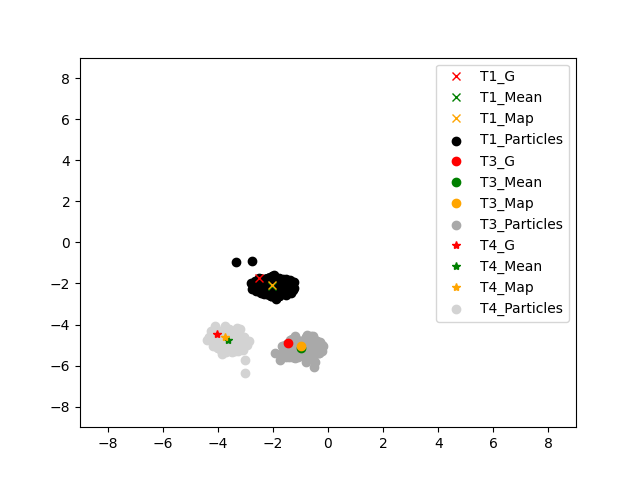 8
6
4
2
0
−2
−4
−6
−8
−8 −6 −4 −2 0 2 4 6 8
T1_G
T1_Mean
T1_Map
T1_Particles
T3_G
T3_Mean
T3_Map
T3_Particles
T4_G
T4_Mean
T4_Map
T4_Particles